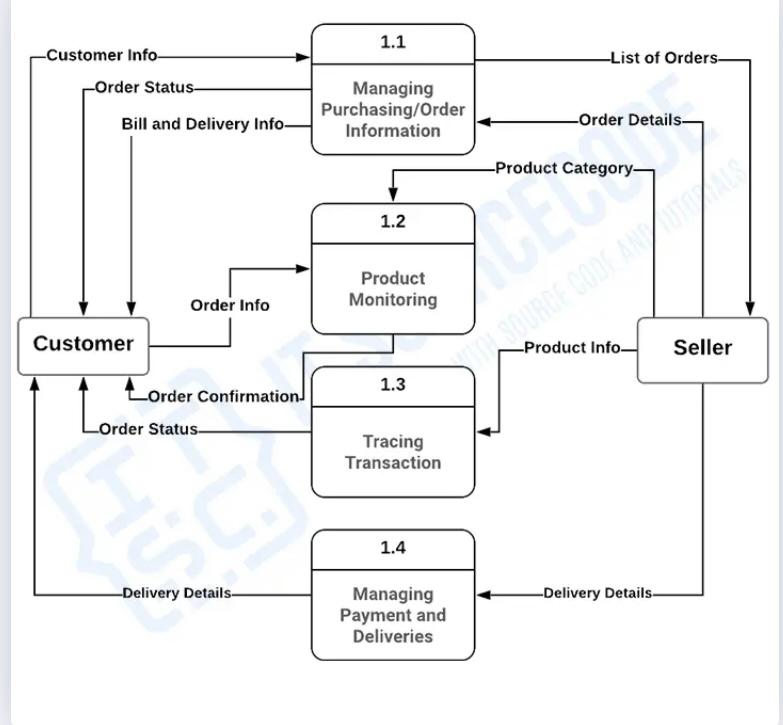 1.1
Customer Info
List of Orders
Order Status
Managing
Purchasing/Order
Information
Bill and Delivery Info
Order Details
Product Category
1.2
Product
Monitoring
Order Info
Customer
Seller
Product Info
1.3
Order Confirmation
Order Status
Tracing
Transaction
1.4
Delivery Details
Managing
Payment and
Deliveries
Delivery Details
WITH SOURCE CODE AND TUTORIALS